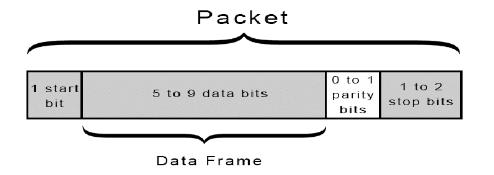 Packet
1 start
bit
5 to 9 data bits
0 to 1
parity
bits
1 to 2
stop bits
Data Frame